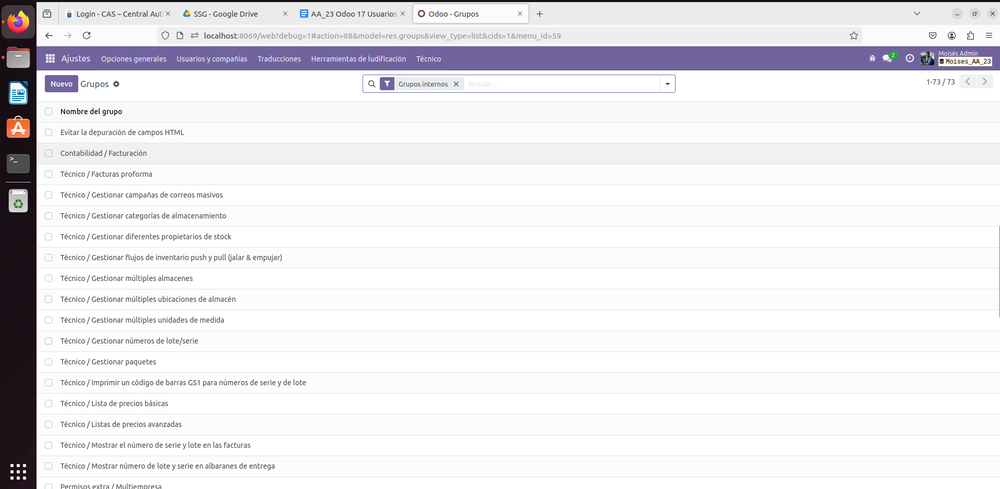 Login - CAS – Central Aut
SSG - Google Drive
AA_23 Odoo 17 Usuarios
Odoo - Grupos
localhost:8069/web?debug=1#action=68&model=res.groups&view_type=list&cids=1&menu_id=59
Ajustes Opciones generales Usuarios y compañías Traducciones Herramientas de ludificación Técnico
2
Moisés Admin
Moises_AA_23
Nuevo Grupos
Grupos internos
Buscar...
1-73 / 73
Nombre del grupo
Evitar la depuración de campos HTML
Contabilidad / Facturación
Técnico / Facturas proforma
Técnico / Gestionar campañas de correos masivos
Técnico / Gestionar categorías de almacenamiento
Técnico / Gestionar diferentes propietarios de stock
Técnico / Gestionar flujos de inventario push y pull (jalar & empujar)
Técnico / Gestionar múltiples almacenes
Técnico / Gestionar múltiples ubicaciones de almacén
Técnico / Gestionar múltiples unidades de medida
Técnico / Gestionar números de lote/serie
Técnico / Gestionar paquetes
Técnico / Imprimir un código de barras GS1 para números de serie y de lote
Técnico / Lista de precios básicas
Técnico / Listas de precios avanzadas
Técnico / Mostrar el número de serie y lote en las facturas
Técnico / Mostrar número de lote y serie en albaranes de entrega
Permisos extra / Multiempresa